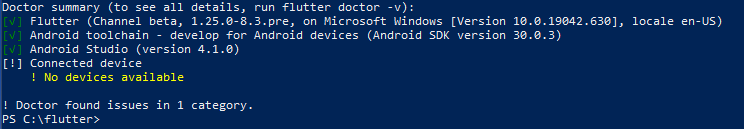 Doctor summary (to see all details, run flutter doctor -v):
[√] Flutter (Channel beta, 1.25.0-8.3.pre, on Microsoft Windows [Version 10.0.19042.630], locale en-US)
[√] Android toolchain - develop for Android devices (Android SDK version 30.0.3)
[√] Android Studio (version 4.1.0)
[!] Connected device
    ! No devices available

! Doctor found issues in 1 category.
PS C:\flutter>